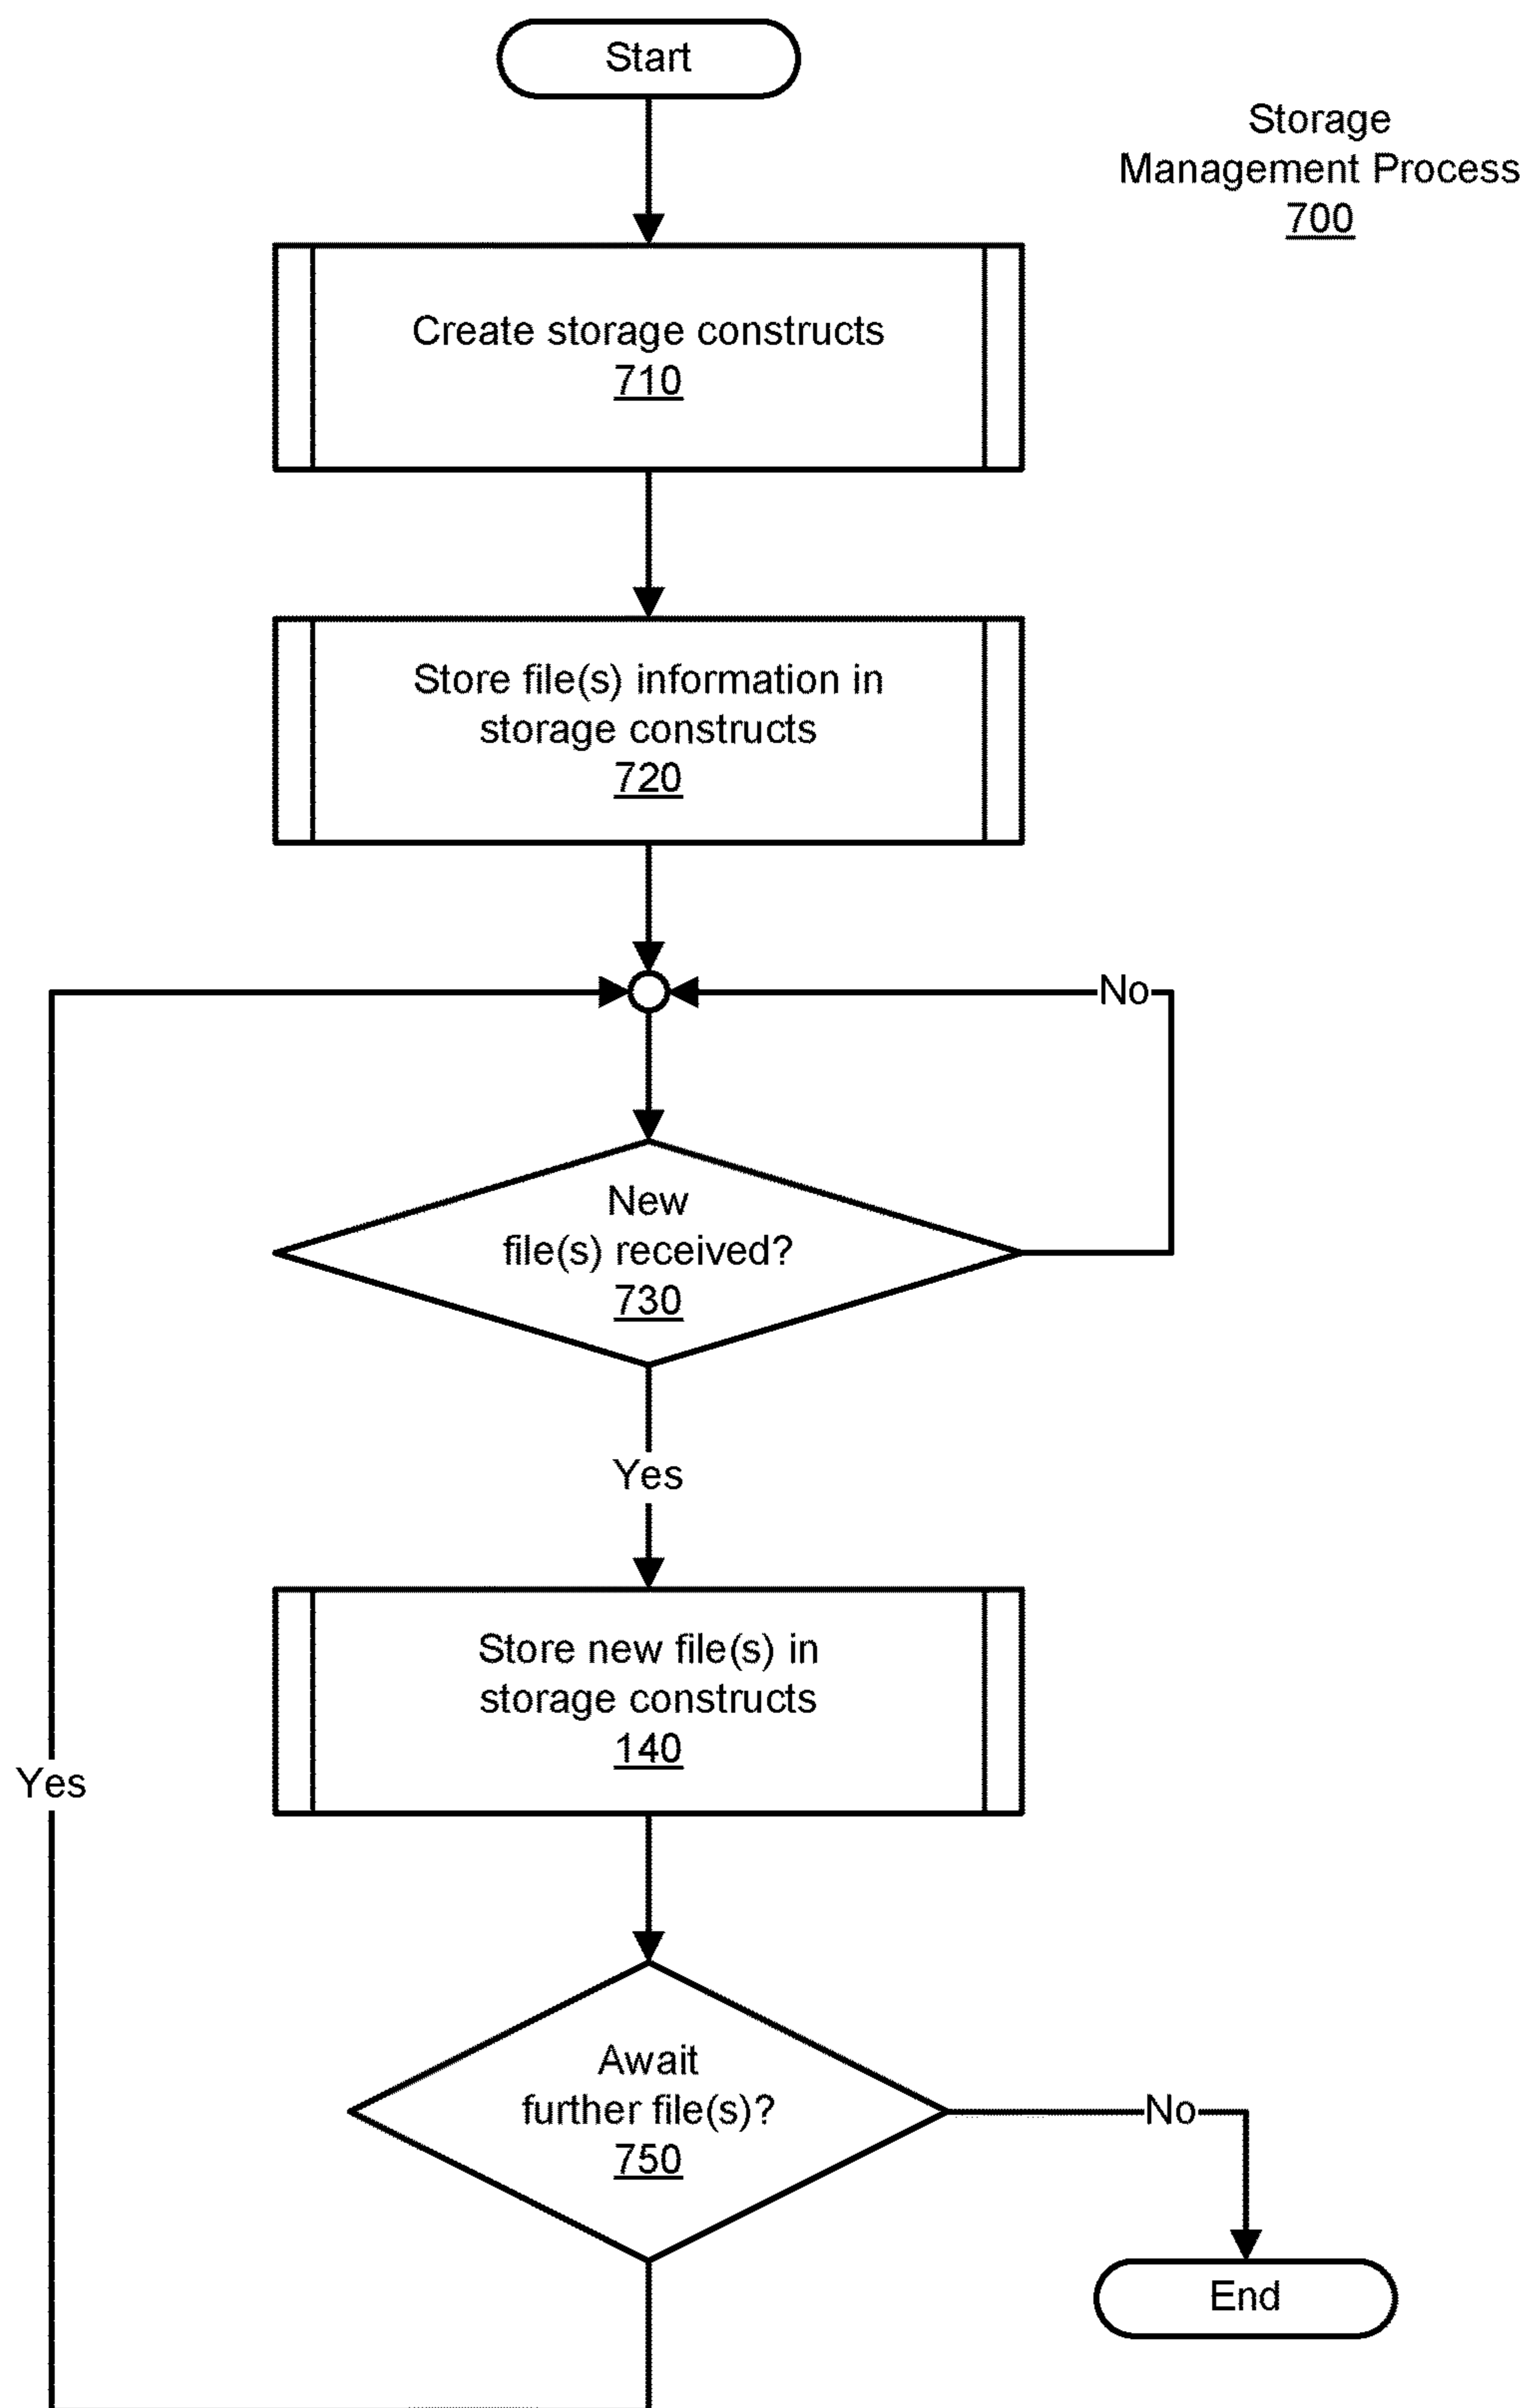 Start
Storage
Management Process
700
Create storage constructs
710
Store file(s) information in
storage constructs
720
No
New
file(s) received?
730
Yes
Store new file(s) in
storage constructs
140
Yes
Await
further file(s)?
750
No
End